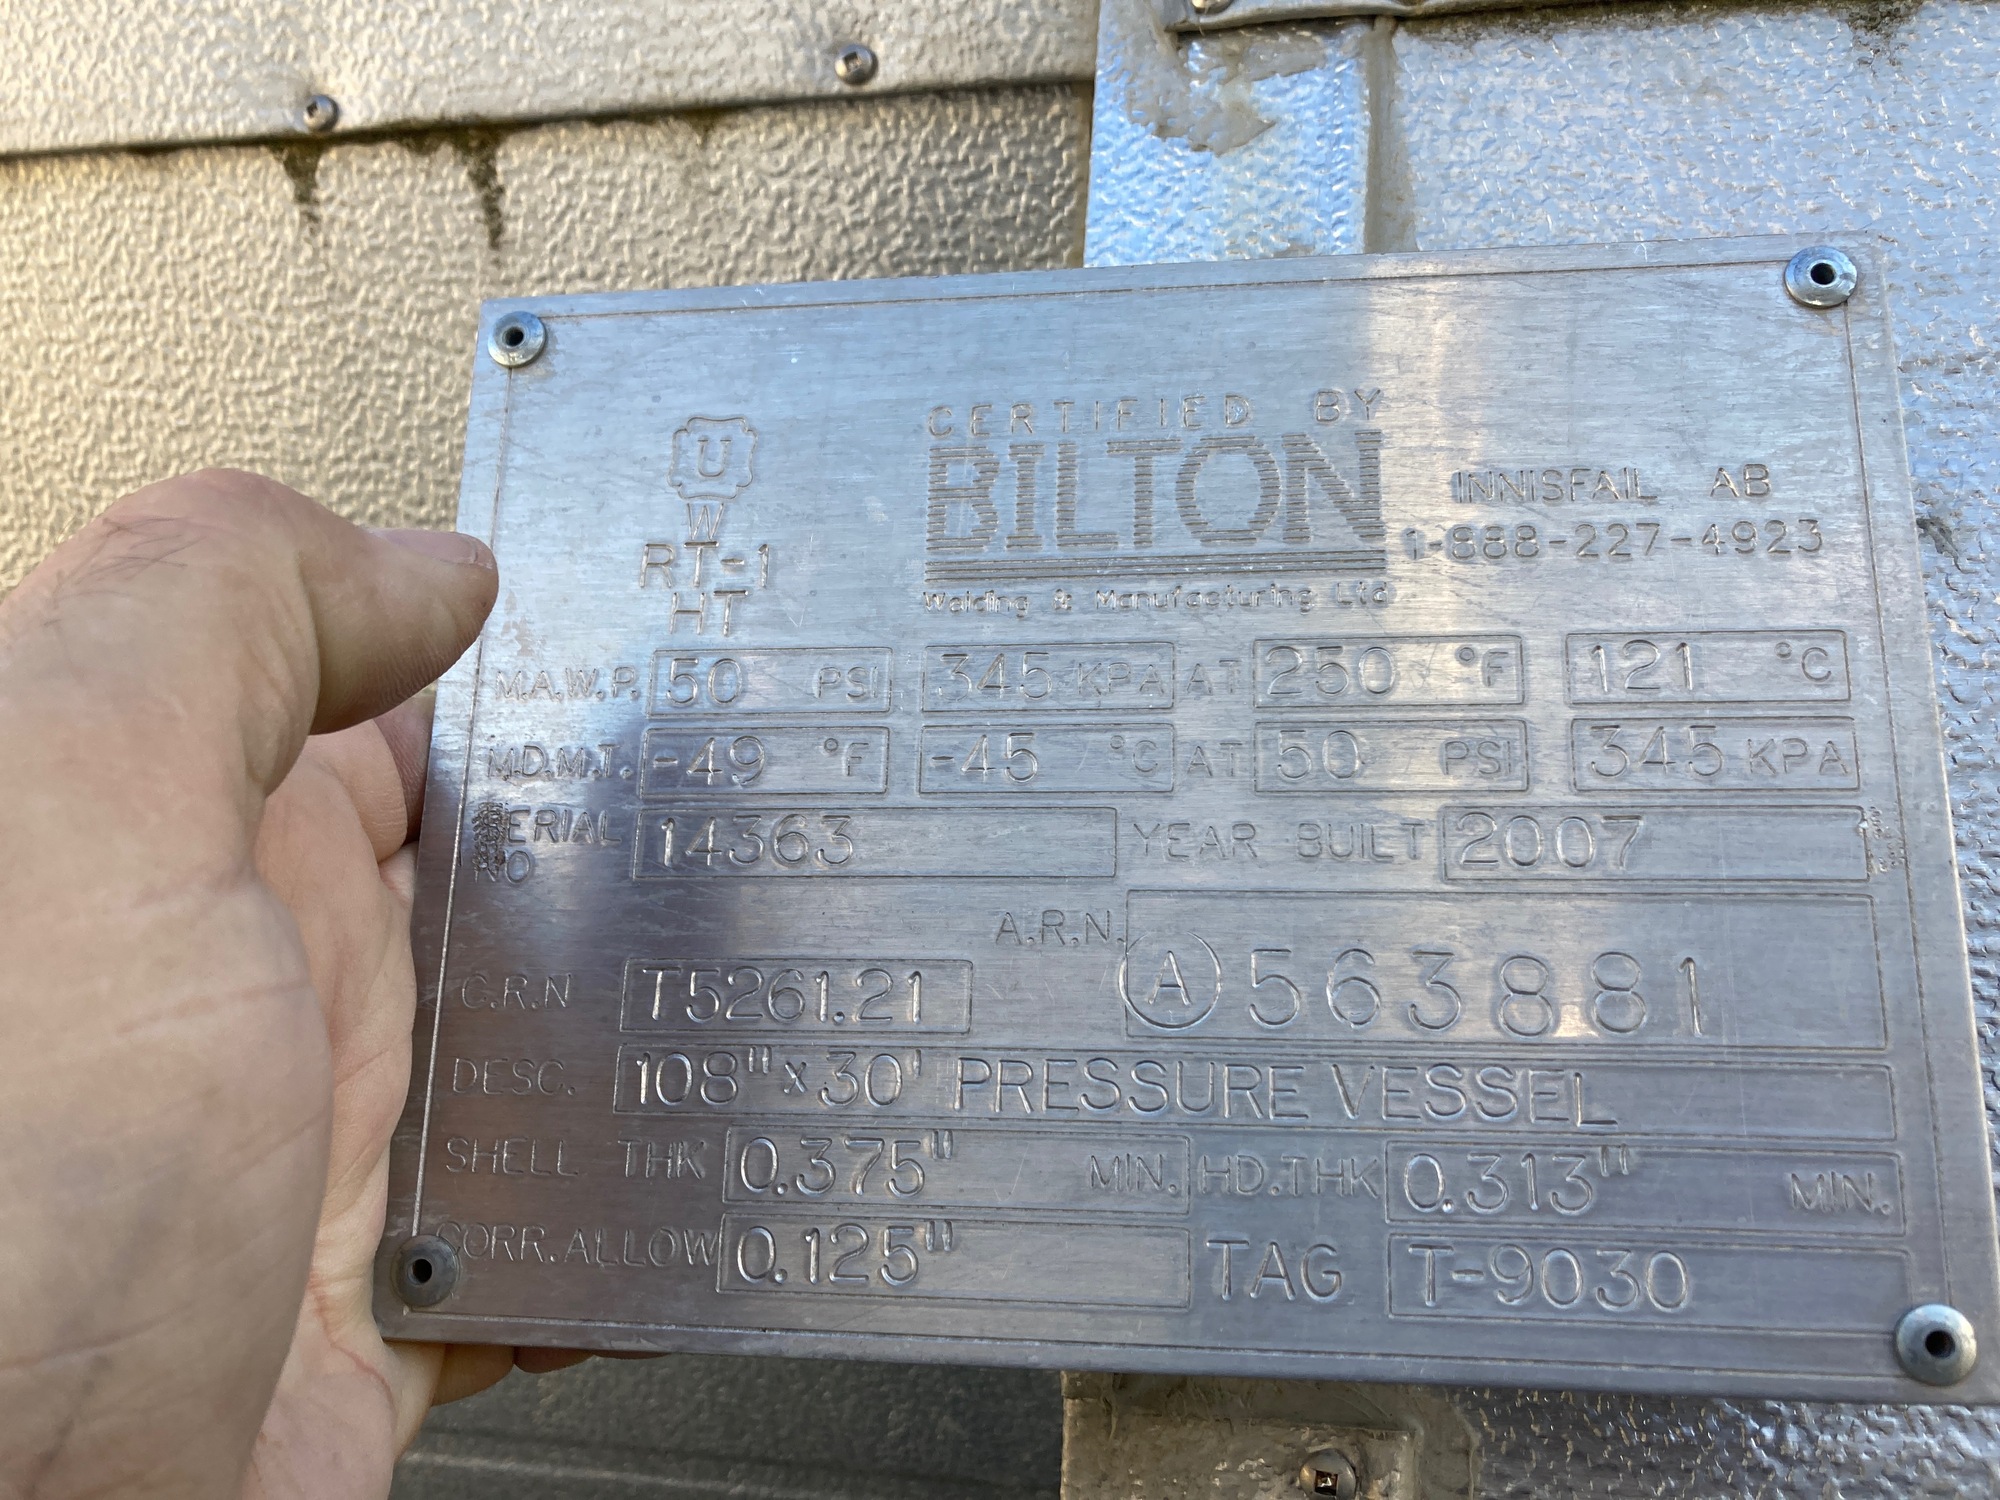 U
W
RT-1
HT
CERTIFIED BY
BILTON
Welding & Manufacturing Ltd
INNISFAIL AB
1-888-227-4923
M.A.W.P. 50 PSI 345 KPA AT 250 °F 121 °C
M.D.M.T. -49 °F -45 °C AT 50 PSI 345 KPA
SERIAL NO 14363 YEAR BUILT 2007
A.R.N. A 563881
C.R.N T5261.21
DESC. 108" x 30' PRESSURE VESSEL
SHELL THK 0.375" MIN. HD.THK 0.313" MIN.
CORR.ALLOW 0.125" TAG T-9030